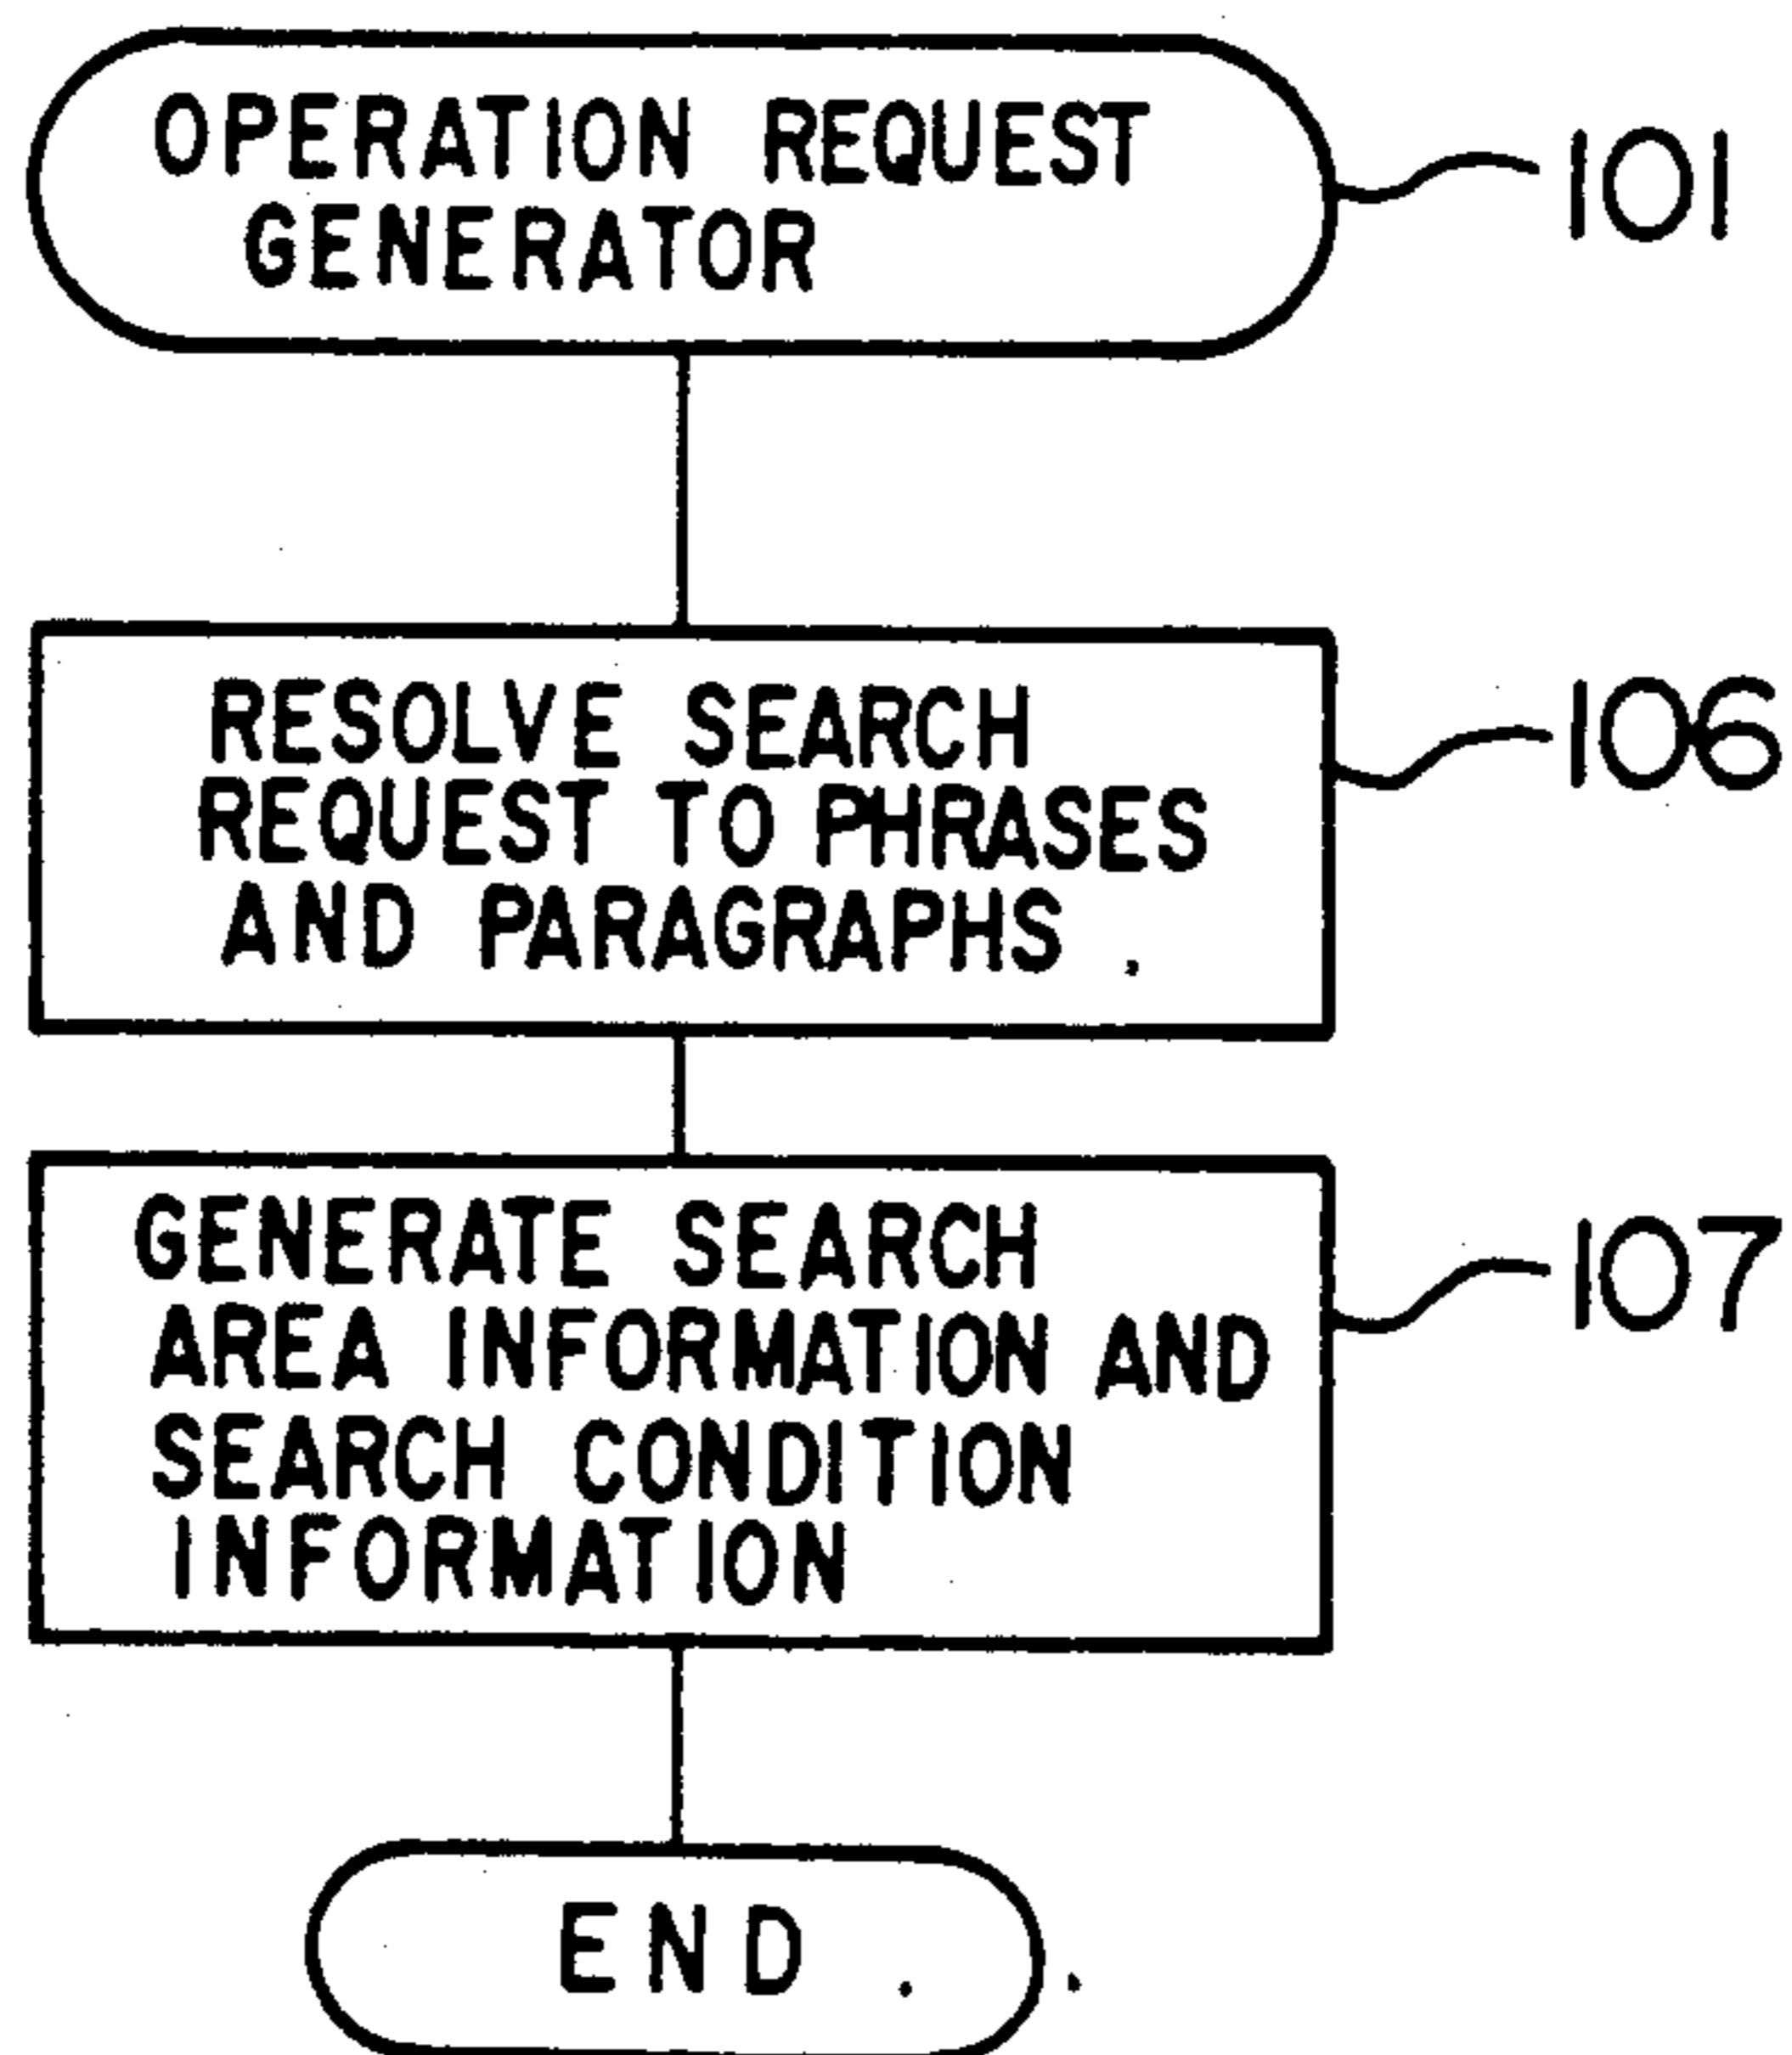 OPERATION REQUEST
GENERATOR
101
RESOLVE SEARCH
REQUEST TO PHRASES
AND PARAGRAPHS .
106
GENERATE SEARCH
AREA INFORMATION AND
SEARCH CONDITION
INFORMATION
107
END .